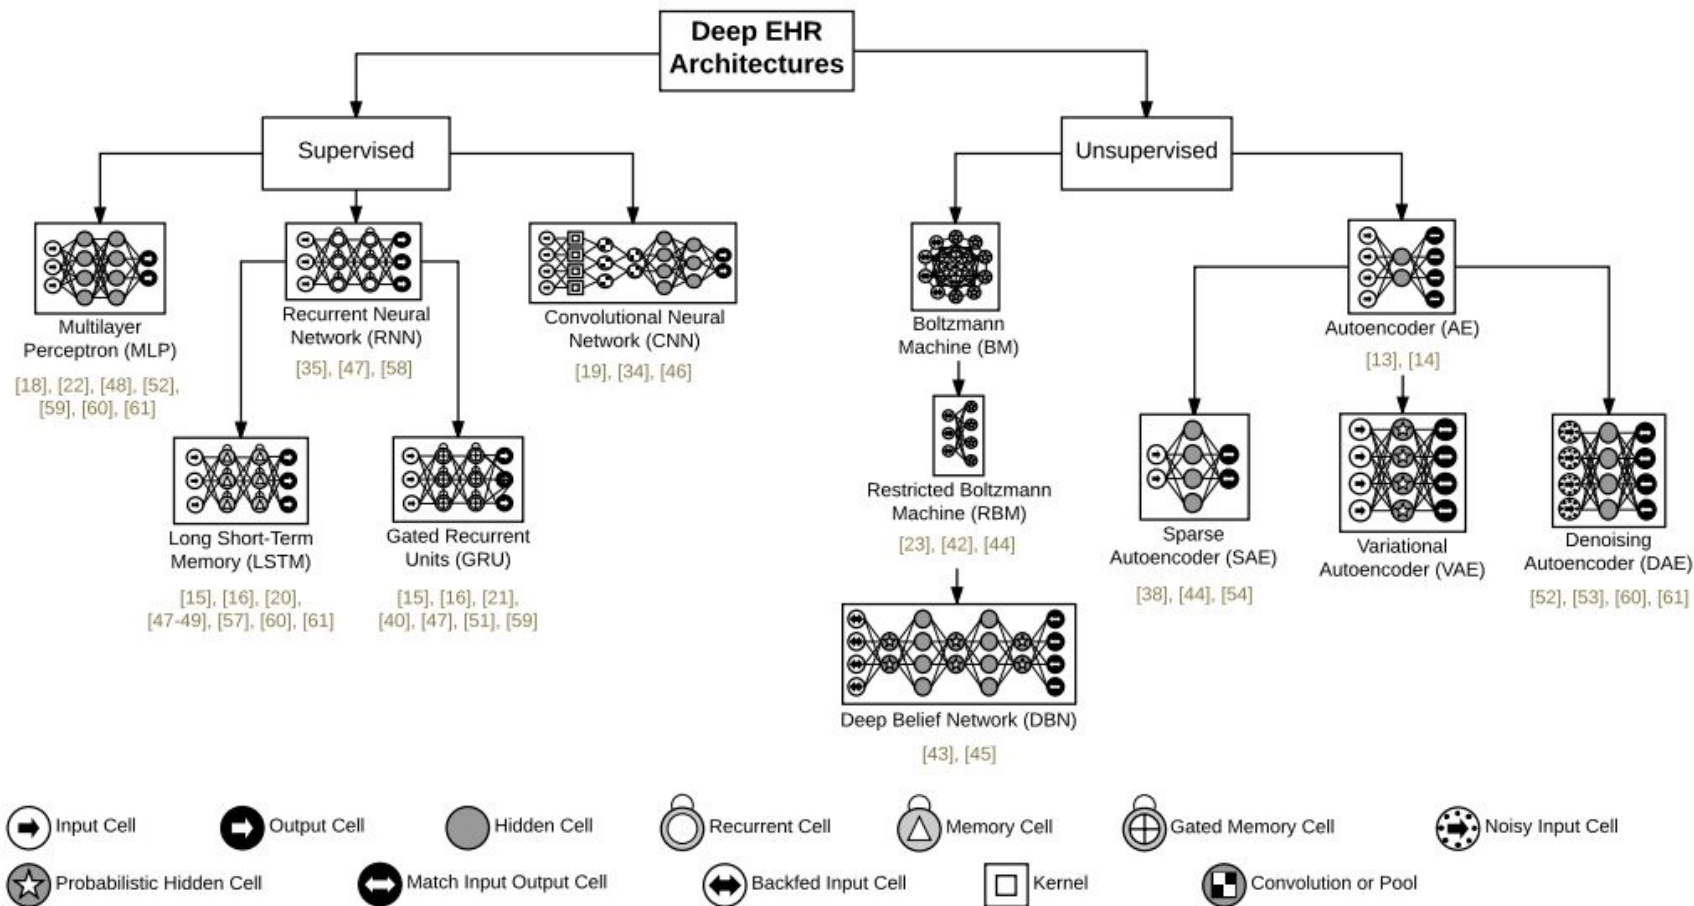 Deep EHR
Architectures
Supervised
Unsupervised
Multilayer
Perceptron (MLP)
[18], [22], [48], [52],
[59], [60], [61]
Recurrent Neural
Network (RNN)
[35], [47], [58]
Convolutional Neural
Network (CNN)
[19], [34], [46]
Boltzmann
Machine (BM)
Autoencoder (AE)
[13], [14]
Long Short-Term
Memory (LSTM)
[15], [16], [20],
[47-49], [57], [60], [61]
Gated Recurrent
Units (GRU)
[15], [16], [21],
[40], [47], [51], [59]
Restricted Boltzmann
Machine (RBM)
[23], [42], [44]
Sparse
Autoencoder (SAE)
[38], [44], [54]
Variational
Autoencoder (VAE)
Denoising
Autoencoder (DAE)
[52], [53], [60], [61]
Deep Belief Network (DBN)
[43], [45]
Input Cell
Output Cell
Hidden Cell
Recurrent Cell
Memory Cell
Gated Memory Cell
Noisy Input Cell
Probabilistic Hidden Cell
Match Input Output Cell
Backfed Input Cell
Kernel
Convolution or Pool